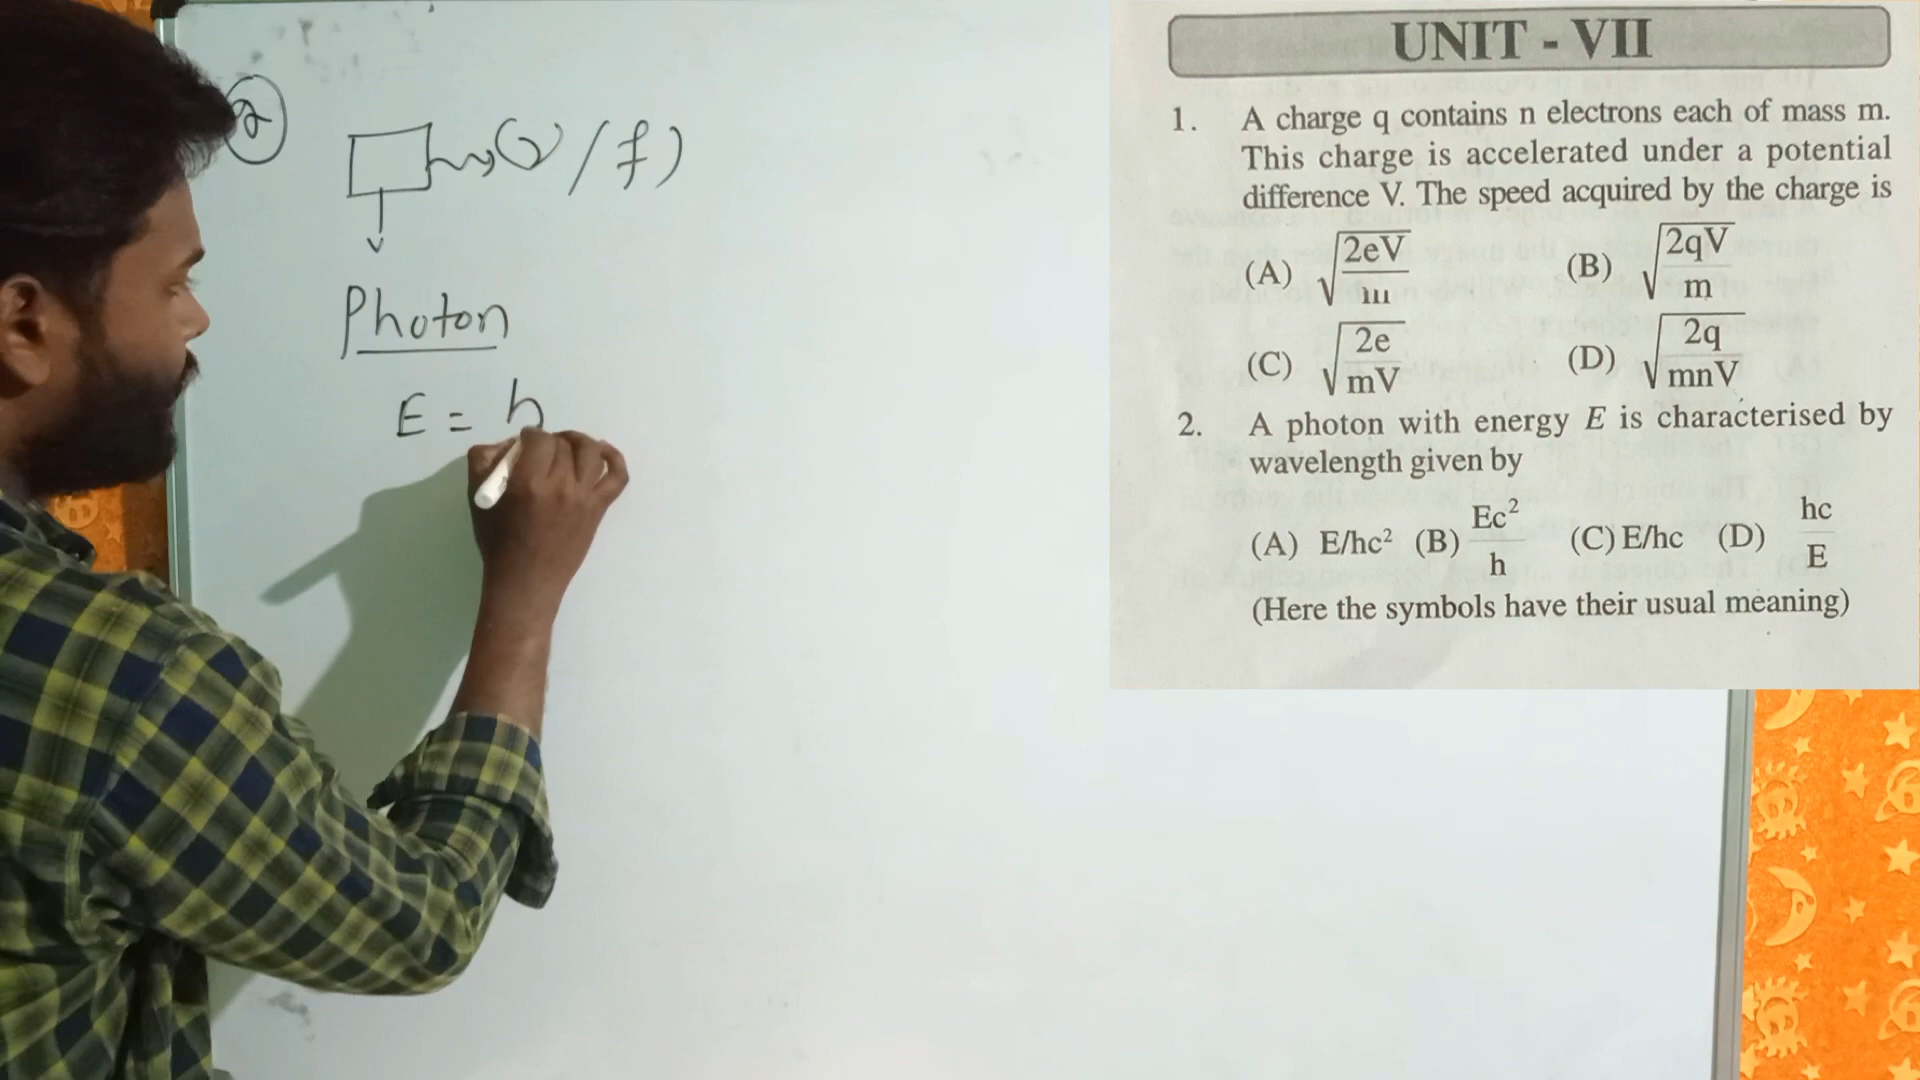 2
(ν/f)
Photon
E = h
UNIT - VII
1. A charge q contains n electrons each of mass m.
This charge is accelerated under a potential
difference V. The speed acquired by the charge is
(A) √(2eV/m) (B) √(2qV/m)
(C) √(2e/mV) (D) √(2q/mnV)
2. A photon with energy E is characterised by
wavelength given by
(A) E/hc² (B) Ec²/h (C) E/hc (D) hc/E
(Here the symbols have their usual meaning)